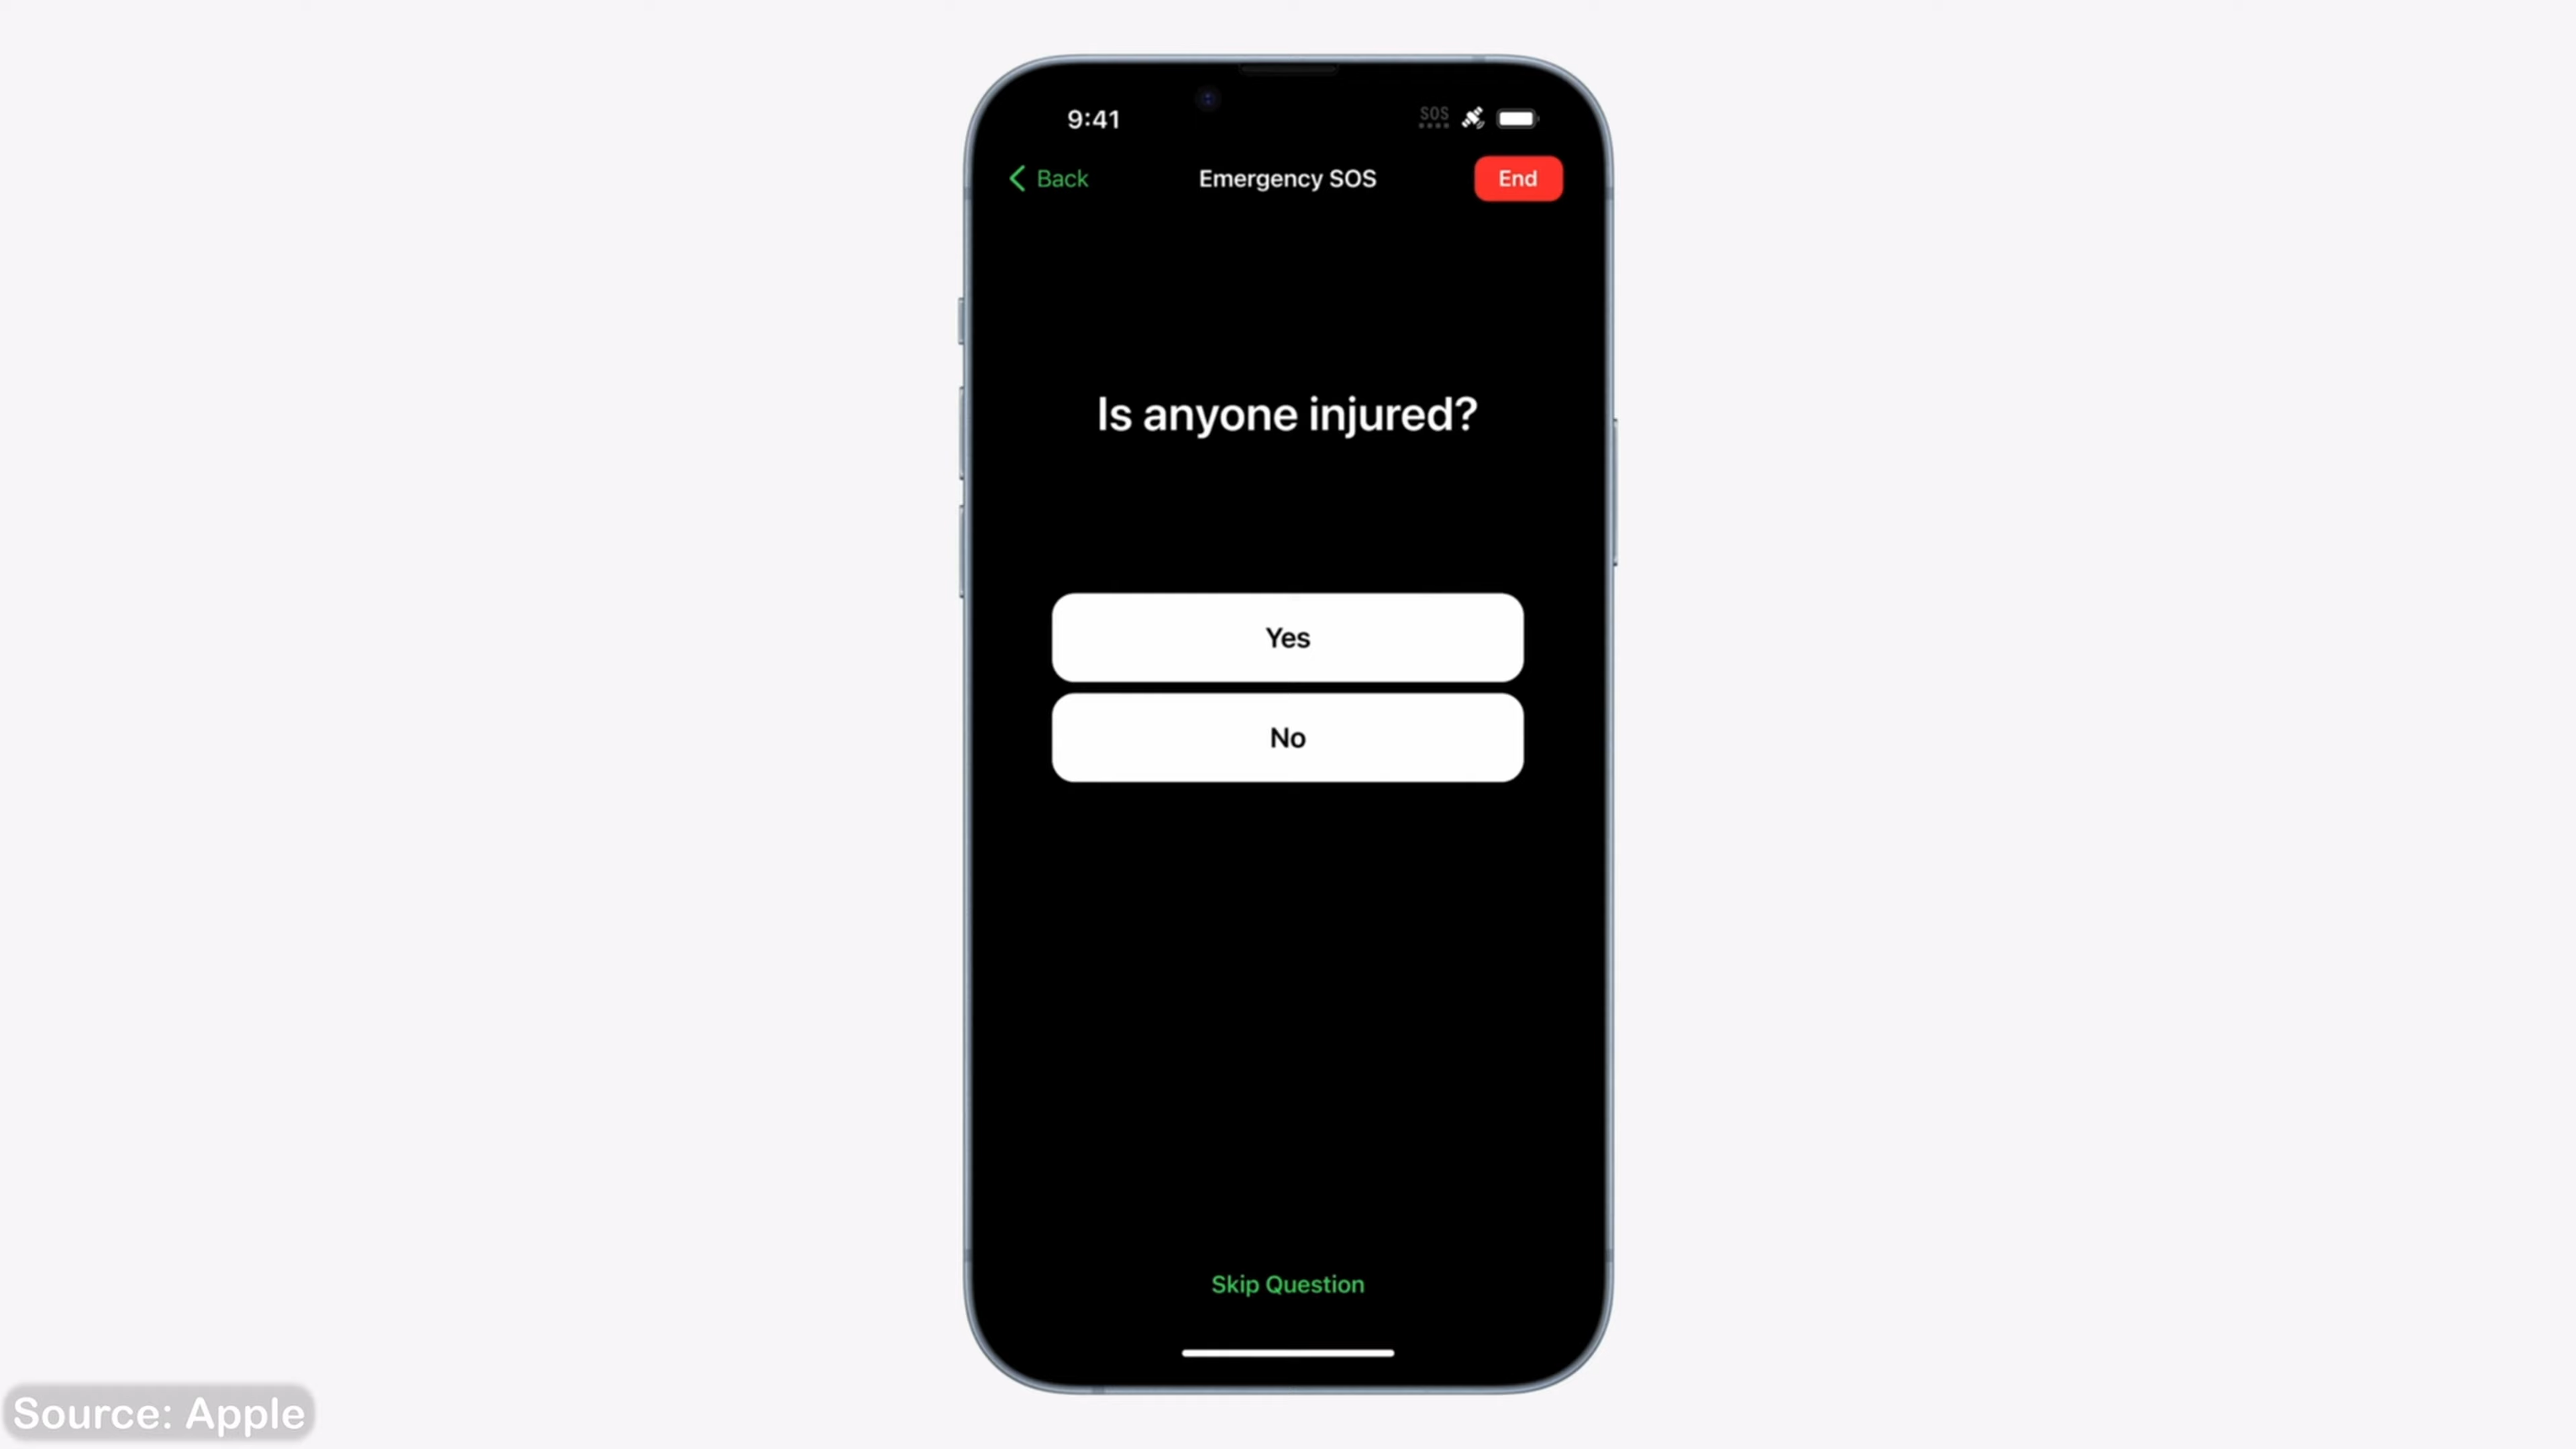 9:41
SOS
Back
Emergency SOS
End
Is anyone injured?
Yes
No
Skip Question
Source: Apple